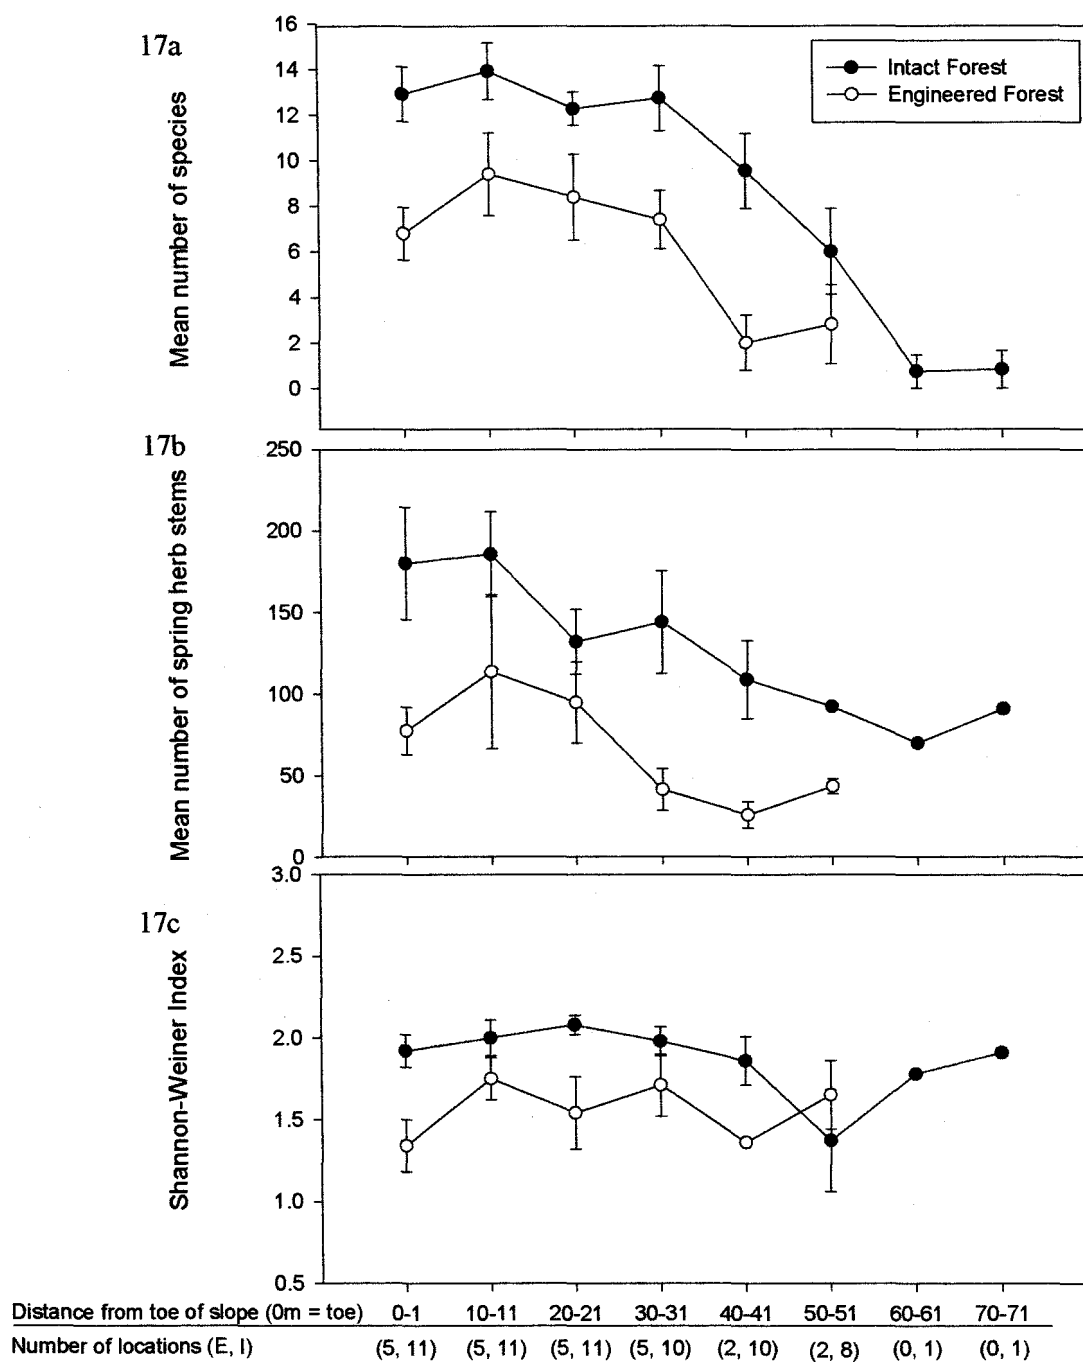 17a
16
14
12
10
8
6
4
2
0
Mean number of species
Intact Forest
Engineered Forest
17b
250
200
150
100
50
0
Mean number of spring herb stems
17c
3.0
2.5
2.0
1.5
1.0
0.5
Shannon-Weiner Index
Distance from toe of slope (0m = toe) 0-1 10-11 20-21 30-31 40-41 50-51 60-61 70-71
Number of locations (E, I) (5, 11) (5, 11) (5, 11) (5, 10) (2, 10) (2, 8) (0, 1) (0, 1)